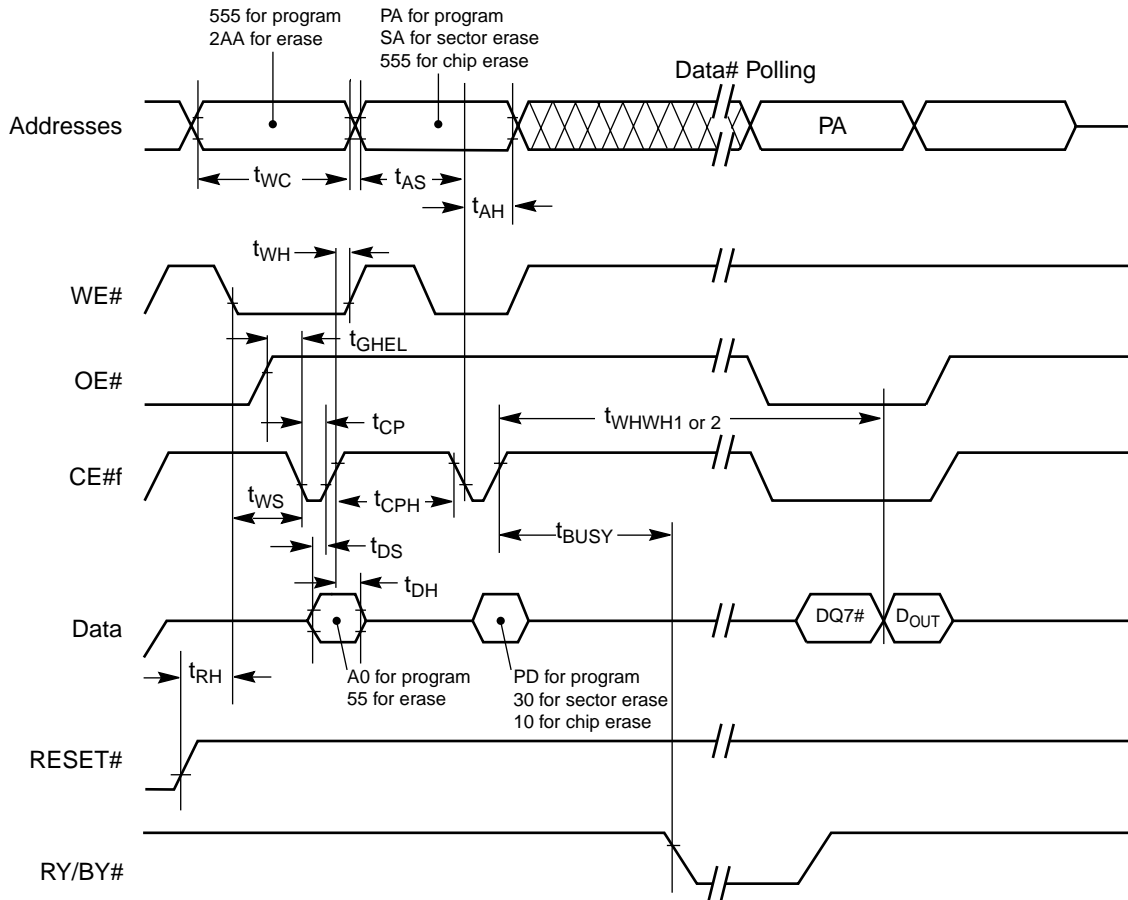 555 for program
2AA for erase
PA for program
SA for sector erase
555 for chip erase
Data# Polling
Addresses
PA
tWC
tAS
tAH
tWH
WE#
tGHEL
OE#
tWHWH1 or 2
tCP
CE#f
tWS
tCPH
tBUSY
tDS
tDH
Data
DQ7#
DOUT
tRH
A0 for program
55 for erase
PD for program
30 for sector erase
10 for chip erase
RESET#
RY/BY#